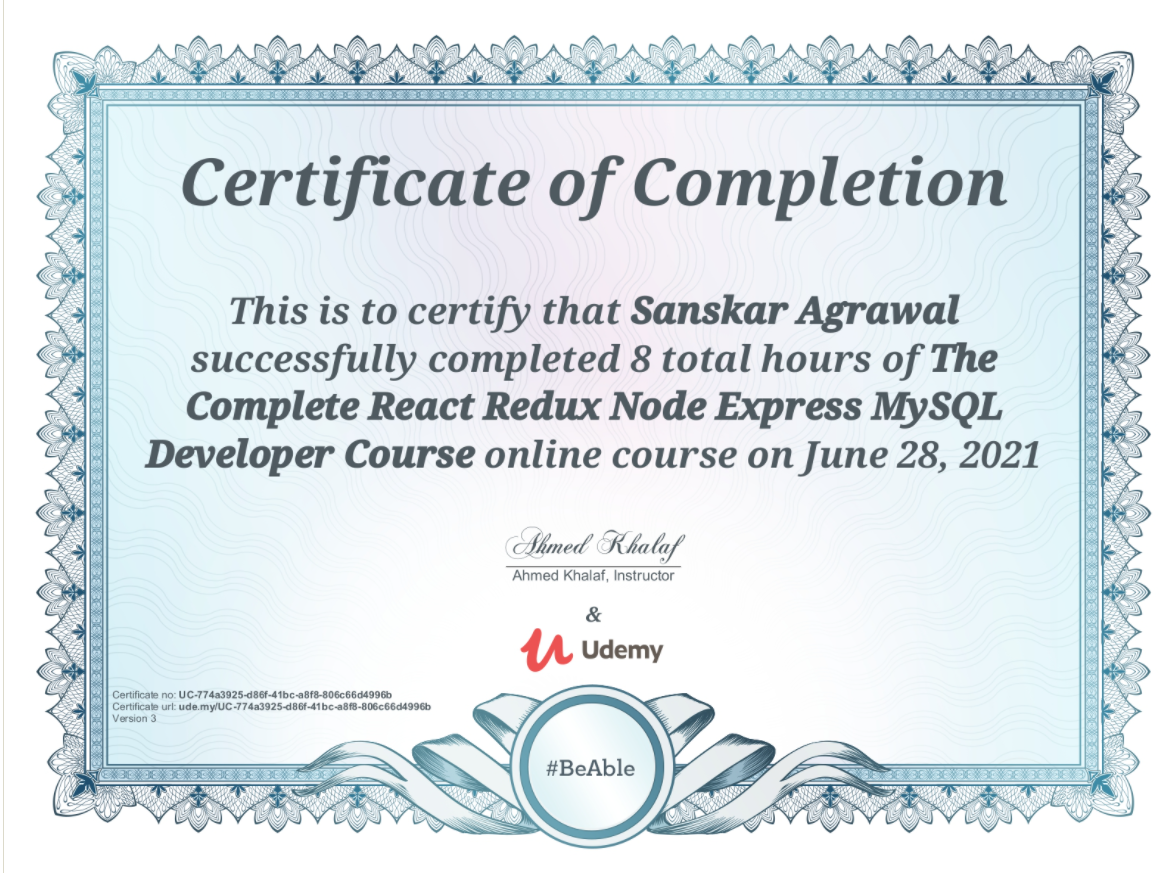 Certificate of Completion
This is to certify that Sanskar Agrawal
successfully completed 8 total hours of The
Complete React Redux Node Express MySQL
Developer Course online course on June 28, 2021
Ahmed Khalaf
Ahmed Khalaf, Instructor
&
Udemy
Certificate no: UC-774a3925-d86f-41bc-a8f8-806c66d4996b
Certificate url: ude.my/UC-774a3925-d86f-41bc-a8f8-806c66d4996b
Version 3
#BeAble